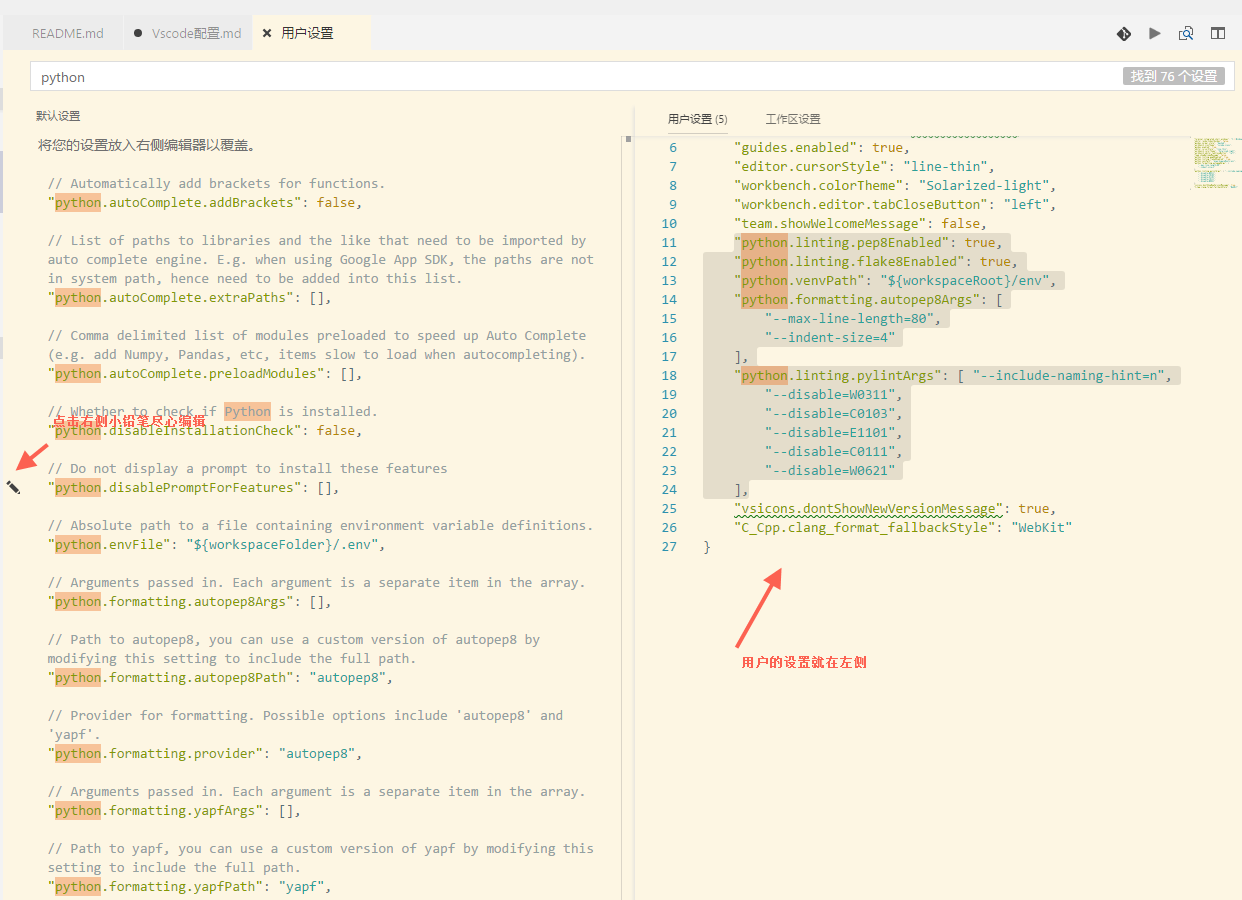 README.md
Vscode配置.md
用户设置
python
找到 76 个设置
默认设置
将您的设置放入右侧编辑器以覆盖。
// Automatically add brackets for functions.
"python.autoComplete.addBrackets": false,
// List of paths to libraries and the like that need to be imported by
auto complete engine. E.g. when using Google App SDK, the paths are not
in system path, hence need to be added into this list.
"python.autoComplete.extraPaths": [],
// Comma delimited list of modules preloaded to speed up Auto Complete
(e.g. add Numpy, Pandas, etc, items slow to load when autocompleting).
"python.autoComplete.preloadModules": [],
// Whether to check if Python is installed.
点击右侧小铅笔尽心编辑
"python.disableInstallationCheck": false,
// Do not display a prompt to install these features
"python.disablePromptForFeatures": [],
// Absolute path to a file containing environment variable definitions.
"python.envFile": "${workspaceFolder}/.env",
// Arguments passed in. Each argument is a separate item in the array.
"python.formatting.autopep8Args": [],
// Path to autopep8, you can use a custom version of autopep8 by
modifying this setting to include the full path.
"python.formatting.autopep8Path": "autopep8",
// Provider for formatting. Possible options include 'autopep8' and
'yapf'.
"python.formatting.provider": "autopep8",
// Arguments passed in. Each argument is a separate item in the array.
"python.formatting.yapfArgs": [],
// Path to yapf, you can use a custom version of yapf by modifying this
setting to include the full path.
"python.formatting.yapfPath": "yapf",
用户设置 (5)
工作区设置
6 "guides.enabled": true,
7 "editor.cursorStyle": "line-thin",
8 "workbench.colorTheme": "Solarized-light",
9 "workbench.editor.tabCloseButton": "left",
10 "team.showWelcomeMessage": false,
11 "python.linting.pep8Enabled": true,
12 "python.linting.flake8Enabled": true,
13 "python.venvPath": "${workspaceRoot}/env",
14 "python.formatting.autopep8Args": [
15 "--max-line-length=80",
16 "--indent-size=4"
17 ],
18 "python.linting.pylintArgs": [ "--include-naming-hint=n",
19 "--disable=W0311",
20 "--disable=C0103",
21 "--disable=E1101",
22 "--disable=C0111",
23 "--disable=W0621"
24 ],
25 "vsicons.dontShowNewVersionMessage": true,
26 "C_Cpp.clang_format_fallbackStyle": "WebKit"
27 }
用户的设置就在左侧